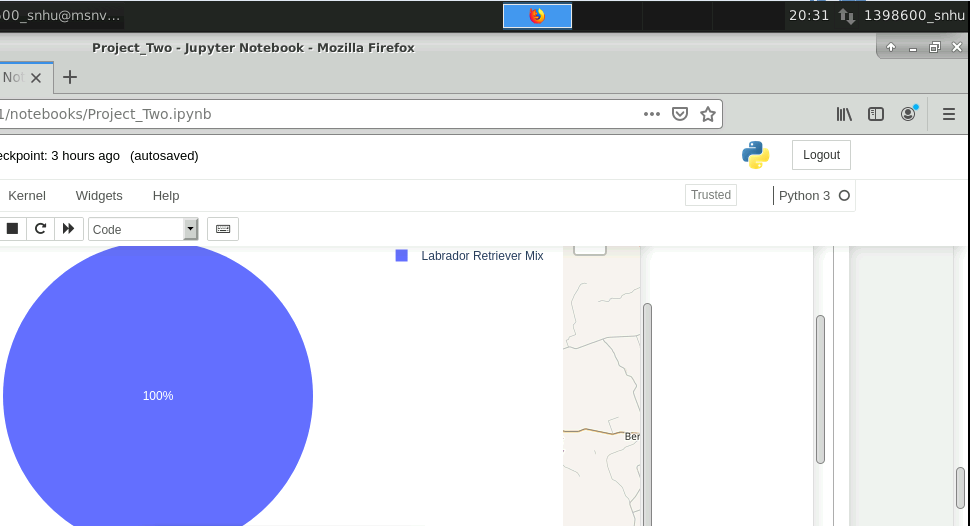 00_snhu@msnv... 20:31 1398600_snhu
Project_Two - Jupyter Notebook - Mozilla Firefox
Not
1/notebooks/Project_Two.ipynb
eckpoint: 3 hours ago (autosaved) Logout
Kernel Widgets Help Trusted Python 3
Code
Labrador Retriever Mix
100%
Ber